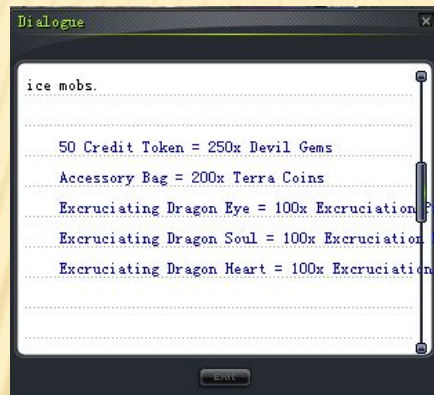 Dialogue
ice mobs.
50 Credit Token = 250x Devil Gems
Accessory Bag = 200x Terra Coins
Excruciating Dragon Eye = 100x Excruciation
Excruciating Dragon Soul = 100x Excruciation
Excruciating Dragon Heart = 100x Excruciation
Exit